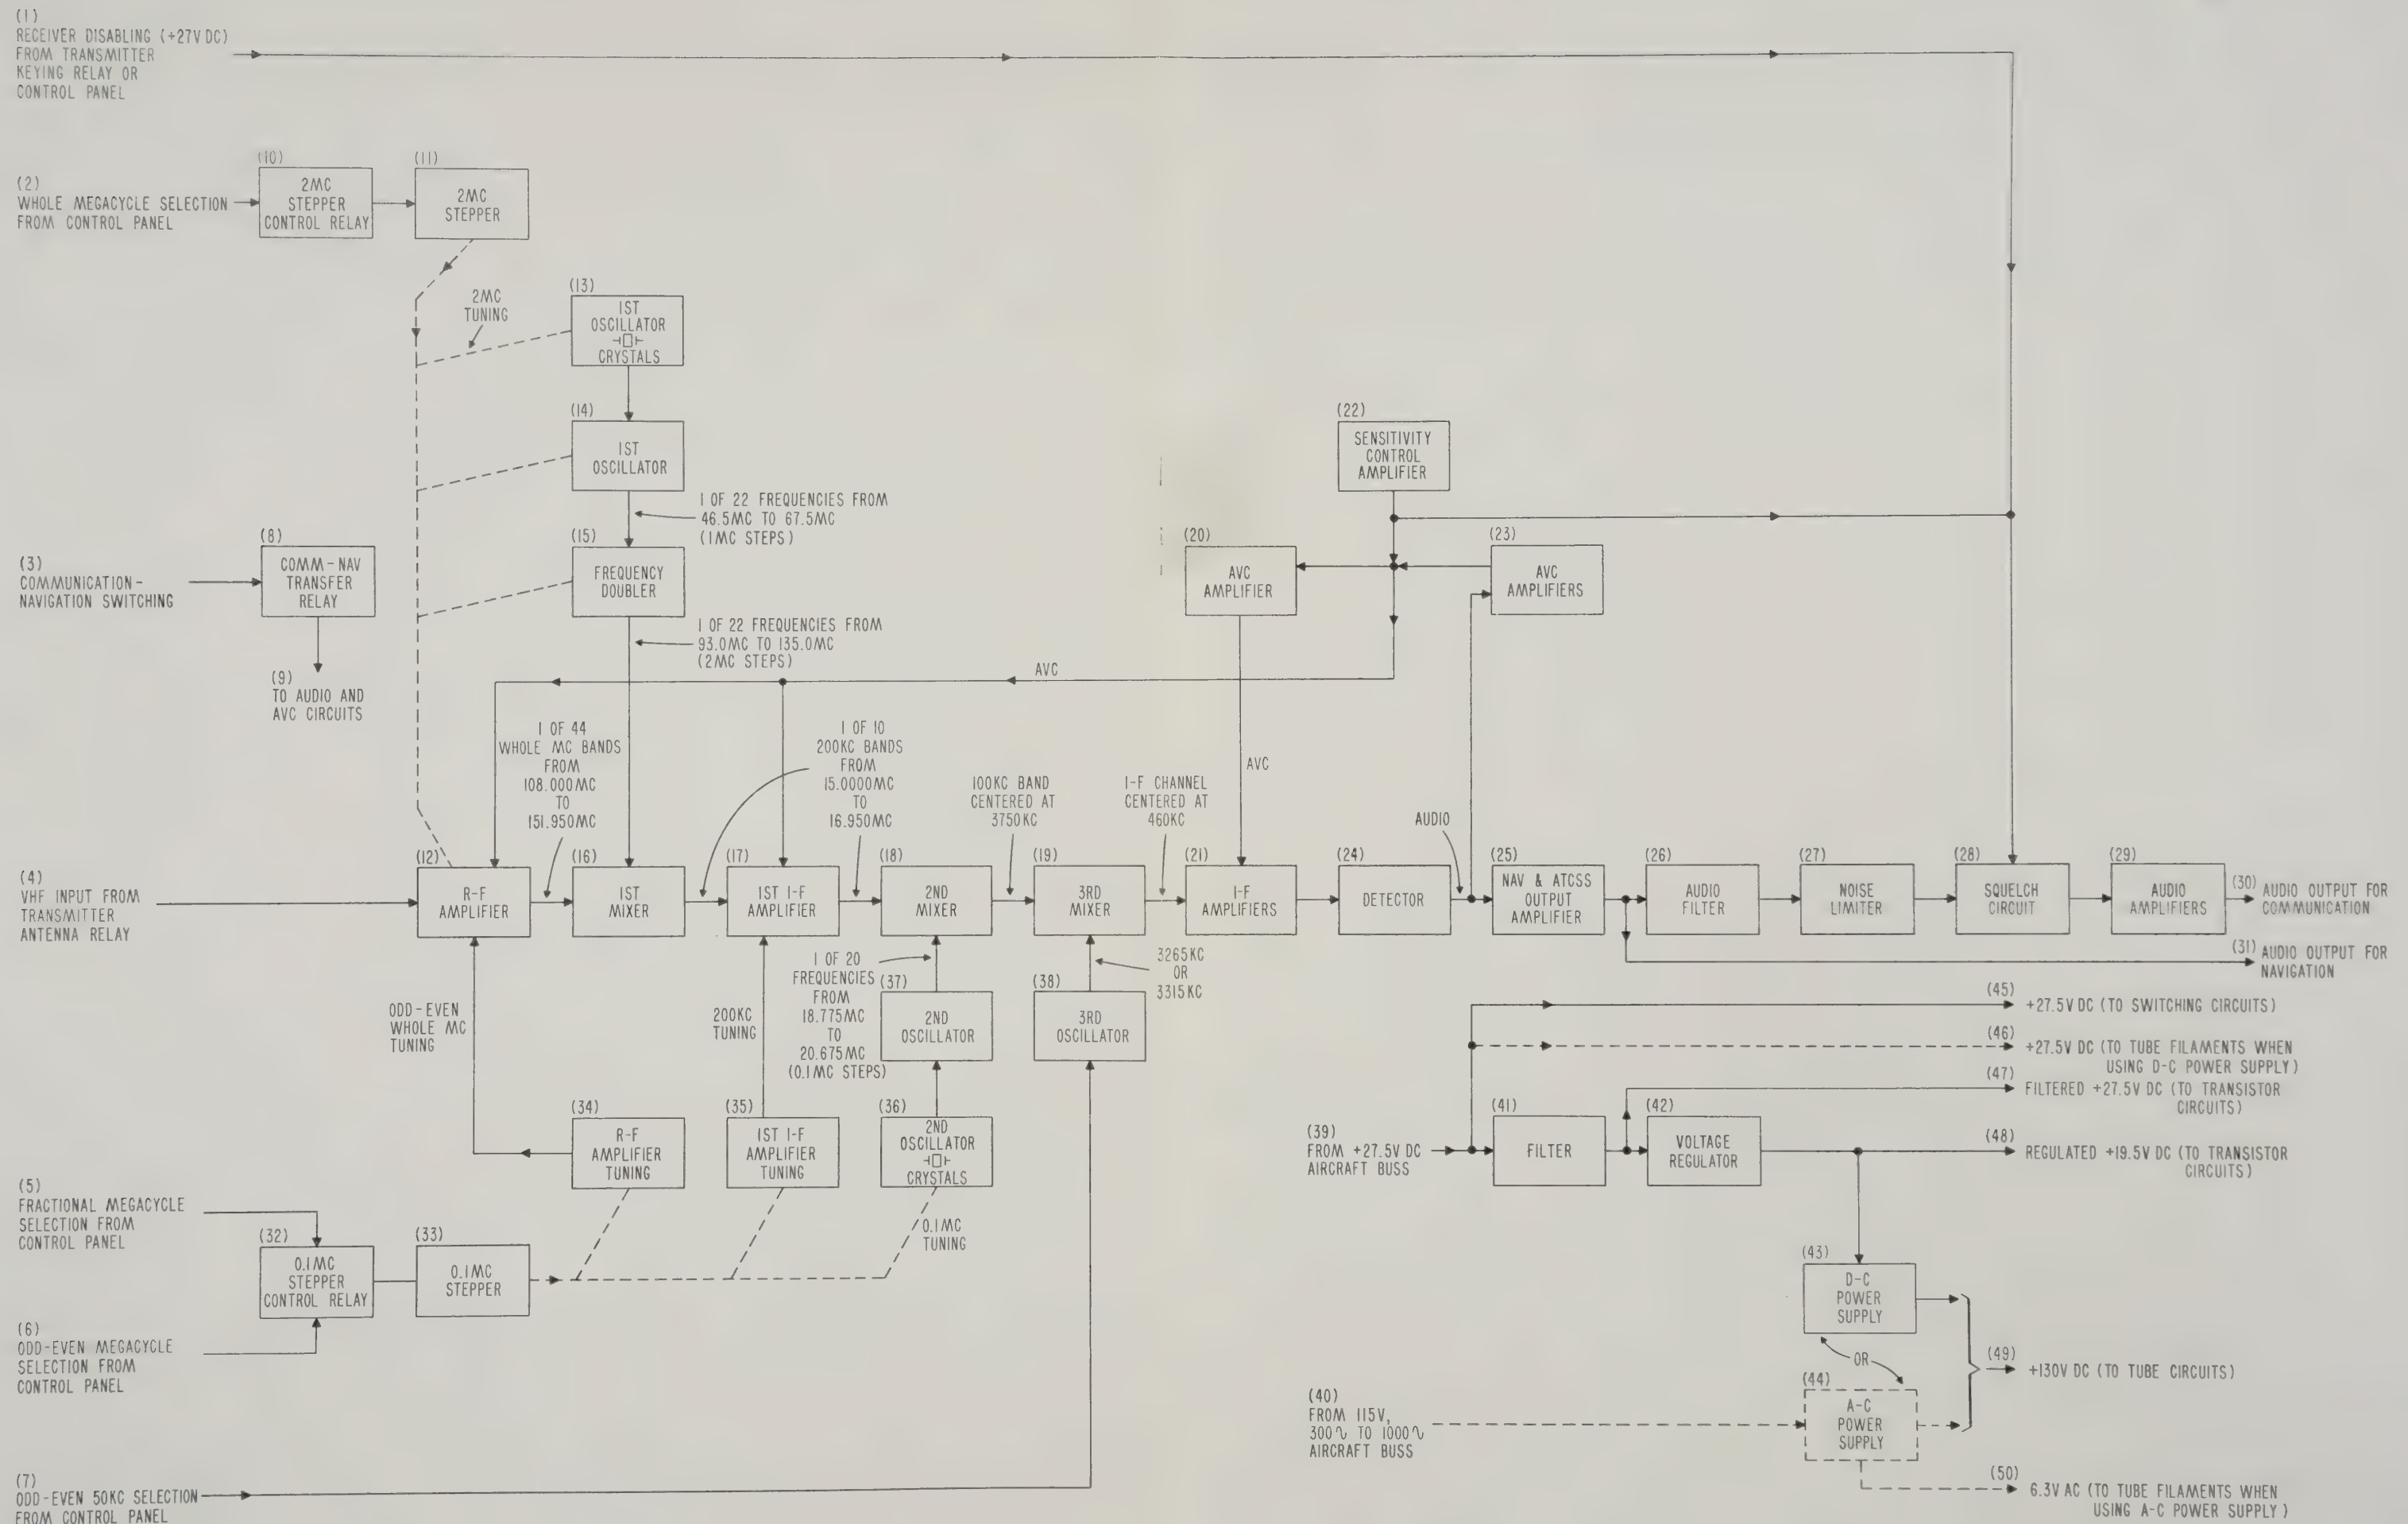 (1)
RECEIVER DISABLING (+27V DC)
FROM TRANSMITTER
KEYING RELAY OR
CONTROL PANEL
(2)
WHOLE MEGACYCLE SELECTION
FROM CONTROL PANEL
(10)
2MC
STEPPER
CONTROL RELAY
(11)
2MC
STEPPER
2MC
TUNING
(13)
1ST
OSCILLATOR
CRYSTALS
(14)
1ST
OSCILLATOR
1 OF 22 FREQUENCIES FROM
46.5MC TO 67.5MC
(1MC STEPS)
(15)
FREQUENCY
DOUBLER
1 OF 22 FREQUENCIES FROM
93.0MC TO 135.0MC
(2MC STEPS)
(3)
COMMUNICATION-
NAVIGATION SWITCHING
(8)
COMM-NAV
TRANSFER
RELAY
(9)
TO AUDIO AND
AVC CIRCUITS
(22)
SENSITIVITY
CONTROL
AMPLIFIER
(20)
AVC
AMPLIFIER
(23)
AVC
AMPLIFIERS
AVC
AVC
1 OF 44
WHOLE MC BANDS
FROM
108.000MC
TO
151.950MC
1 OF 10
200KC BANDS
FROM
15.0000MC
TO
16.950MC
100KC BAND
CENTERED AT
3750KC
I-F CHANNEL
CENTERED AT
460KC
AUDIO
(4)
VHF INPUT FROM
TRANSMITTER
ANTENNA RELAY
(12)
R-F
AMPLIFIER
(16)
1ST
MIXER
(17)
1ST I-F
AMPLIFIER
(18)
2ND
MIXER
(19)
3RD
MIXER
(21)
I-F
AMPLIFIERS
(24)
DETECTOR
(25)
NAV & ATCSS
OUTPUT
AMPLIFIER
(26)
AUDIO
FILTER
(27)
NOISE
LIMITER
(28)
SQUELCH
CIRCUIT
(29)
AUDIO
AMPLIFIERS
(30)
AUDIO OUTPUT FOR
COMMUNICATION
(31)
AUDIO OUTPUT FOR
NAVIGATION
ODD-EVEN
WHOLE MC
TUNING
200KC
TUNING
1 OF 20
FREQUENCIES
FROM
18.775MC
TO
20.675MC
(0.1MC STEPS)
(37)
2ND
OSCILLATOR
(38)
3RD
OSCILLATOR
3265KC
OR
3315KC
(34)
R-F
AMPLIFIER
TUNING
(35)
1ST I-F
AMPLIFIER
TUNING
(36)
2ND
OSCILLATOR
CRYSTALS
0.1MC
TUNING
(5)
FRACTIONAL MEGACYCLE
SELECTION FROM
CONTROL PANEL
(32)
0.1MC
STEPPER
CONTROL RELAY
(33)
0.1MC
STEPPER
(6)
ODD-EVEN MEGACYCLE
SELECTION FROM
CONTROL PANEL
(7)
ODD-EVEN 50KC SELECTION
FROM CONTROL PANEL
(39)
FROM +27.5V DC
AIRCRAFT BUSS
(41)
FILTER
(42)
VOLTAGE
REGULATOR
(45)
+27.5V DC (TO SWITCHING CIRCUITS)
(46)
+27.5V DC (TO TUBE FILAMENTS WHEN
USING D-C POWER SUPPLY)
(47)
FILTERED +27.5V DC (TO TRANSISTOR
CIRCUITS)
(48)
REGULATED +19.5V DC (TO TRANSISTOR
CIRCUITS)
(43)
D-C
POWER
SUPPLY
OR
(44)
A-C
POWER
SUPPLY
(40)
FROM 115V,
300∿ TO 1000∿
AIRCRAFT BUSS
(49)
+130V DC (TO TUBE CIRCUITS)
(50)
6.3V AC (TO TUBE FILAMENTS WHEN
USING A-C POWER SUPPLY)